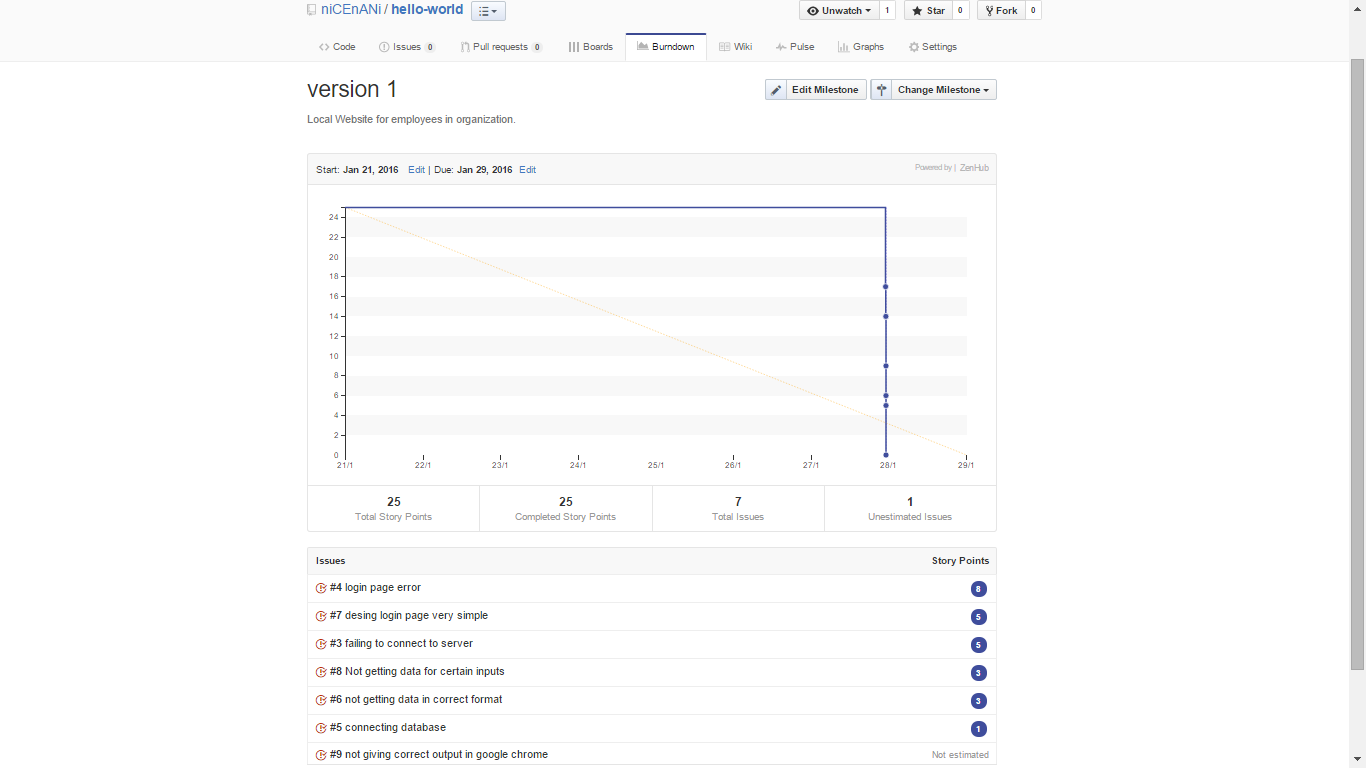 niCEnANi / hello-world
Unwatch 1 Star 0 Fork 0
Code Issues 0 Pull requests 0 Boards Burndown Wiki Pulse Graphs Settings
version 1
Edit Milestone Change Milestone
Local Website for employees in organization.
Start: Jan 21, 2016 Edit | Due: Jan 29, 2016 Edit
Powered by | ZenHub
24
22
20
18
16
14
12
10
8
6
4
2
0
21/1 22/1 23/1 24/1 25/1 26/1 27/1 28/1 29/1
25 25 7 1
Total Story Points Completed Story Points Total Issues Unestimated Issues
Issues Story Points
#4 login page error 8
#7 desing login page very simple 5
#3 failing to connect to server 5
#8 Not getting data for certain inputs 3
#6 not getting data in correct format 3
#5 connecting database 1
#9 not giving correct output in google chrome Not estimated